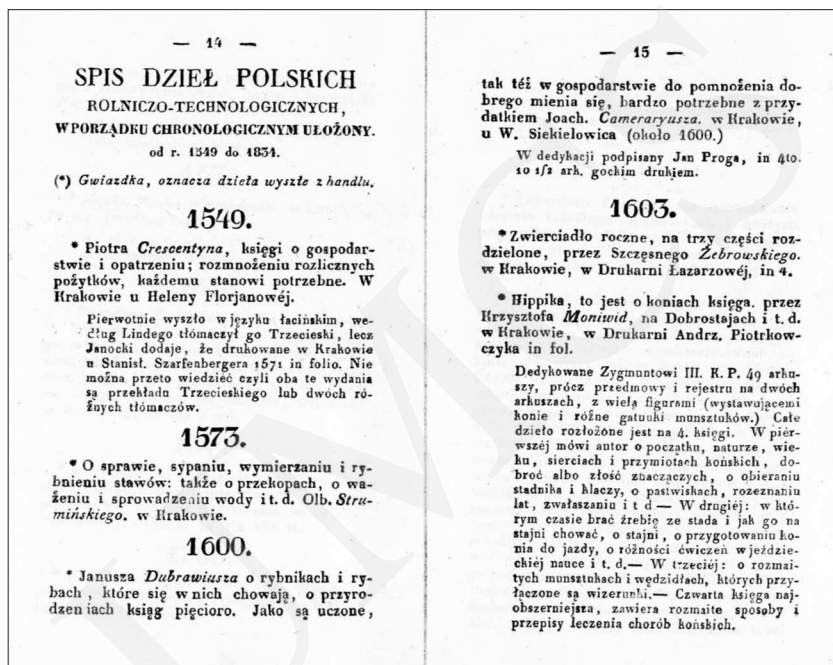 — 14 —
SPIS DZIEŁ POLSKICH
ROLNICZO-TECHNOLOGICZNYCH,
W PORZĄDKU CHRONOLOGICZNYM UŁOŻONY.
od r. 1549 do 1834.
(*) Gwiazdka, oznacza dzieła wyszłe z handlu.
1549.
* Piotra Crescentyna, księgi o gospodar-
stwie i opatrzeniu; rozmnożeniu rozlicznych
pożytków, każdemu stanowi potrzebne. W
Krakowie u Heleny Florjanowéj.
Pierwotnie wyszło w języku łacińskim, we-
dług Lindego tłómaczył go Trzecieski, lecz
Janocki dodaje, że drukowane w Krakowie
u Stanisł. Szarfenbergera 1571 in folio. Nie
można przeto wiedzieć czyli oba te wydania
są przekładu Trzecieskiego lub dwóch ró-
żnych tłómaczów.
1573.
* O sprawie, sypaniu, wymierzaniu i ry-
bnieniu stawów: także o przekopach, o wa-
żeniu i sprowadzeniu wody i t. d. Olb. Stru-
mińskiego. w Krakowie.
1600.
* Janusza Dubrawiusza o rybnikach i ry-
bach, które się w nich chowają, o przyro-
dzeniach ksiąg pięcioro. Jako są uczone,
— 15 —
tak téż w gospodarstwie do pomnożenia do-
brego mienia się, bardzo potrzebne z przy-
datkiem Joach. Cameraryusza. w Krakowie,
u W. Siekielowica (około 1600.)
W dedykacji podpisany Jan Proga, in 4to.
10 1/2 ark. gockim drukiem.
1603.
* Zwierciadło roczne, na trzy części roz-
dzielone, przez Szczęsnego Żebrowskiego.
w Krakowie, w Drukarni Łazarzowéj, in 4.
* Hippika, to jest o koniach księga. przez
Krzysztofa Moniwid, na Dobrostajach i t. d.
w Krakowie, w Drukarni Andrz. Piotrkow-
czyka in fol.
Dedykowane Zygmuntowi III. K. P. 49 arku-
szy, prócz przedmowy i rejestru na dwóch
arkuszach, z wielą figurami (wystawującemi
konie i różne gatunki munsztuków.) Całe
dzieło rozłożone jest na 4. księgi. W piér-
wszéj mówi autor o początku, naturze, wie-
ku, sierciach i przymiotach końskich, do-
broć albo złość znaczących, o obieraniu
stadnika i klaczy, o pastwiskach, rozeznaniu
lat, zwałaszaniu i t d — W drugiéj: w któ-
rym czasie brać źrebię ze stada i jak go na
stajni chować, o stajni, o przygotowaniu ko-
nia do jazdy, o różności ćwiczeń w jeździe-
ckiéj nauce i t. d.— W trzeciéj: o rozmai-
tych munsztukach i wędzidłach, których przy-
łączone są wizerunki.— Czwarta księga naj-
obszerniejsza, zawiera rozmaite sposoby i
przepisy leczenia chorób końskich.
UMCS